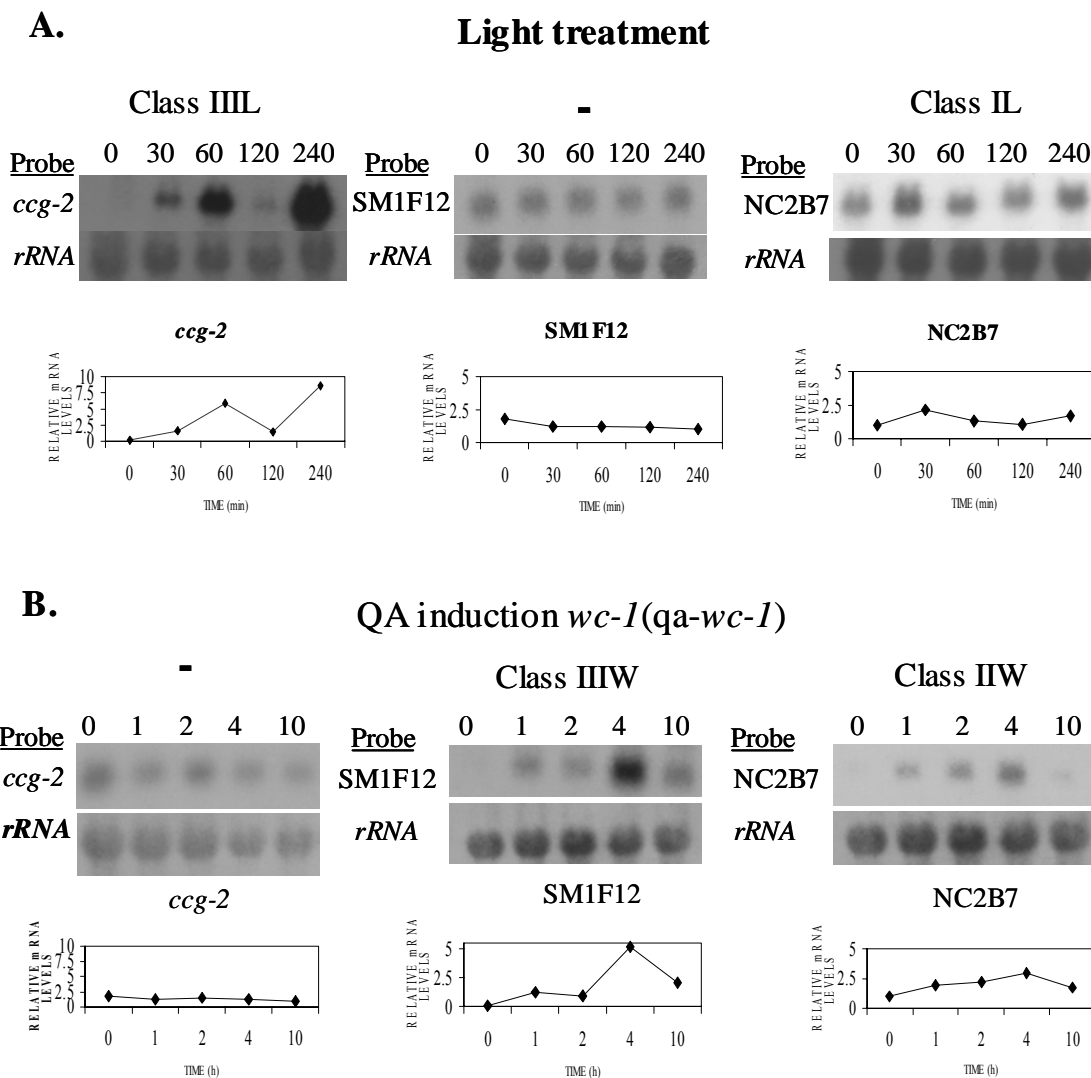 A.
Light treatment
Class IIIL
-
Class IL
Probe 0 30 60 120 240
ccg-2
rRNA
Probe 0 30 60 120 240
SM1F12
rRNA
Probe 0 30 60 120 240
NC2B7
rRNA
ccg-2
RELATIVE mRNA
LEVELS
10
7.5
5
2.5
0
0 30 60 120 240
TIME (min)
SM1F12
RELATIVE mRNA
LEVELS
5
2.5
0
0 30 60 120 240
TIME (min)
NC2B7
RELATIVE mRNA
LEVELS
5
2.5
0
0 30 60 120 240
TIME (min)
B.
QA induction wc-1(qa-wc-1)
-
Class IIIW
Class IIW
Probe 0 1 2 4 10
ccg-2
rRNA
Probe 0 1 2 4 10
SM1F12
rRNA
Probe 0 1 2 4 10
NC2B7
rRNA
ccg-2
RELATIVE mRNA
LEVELS
10
7.5
5
2.5
0
0 1 2 4 10
TIME (h)
SM1F12
RELATIVE mRNA
LEVELS
5
2.5
0
0 1 2 4 10
TIME (h)
NC2B7
RELATIVE mRNA
LEVELS
5
2.5
0
0 1 2 4 10
TIME (h)